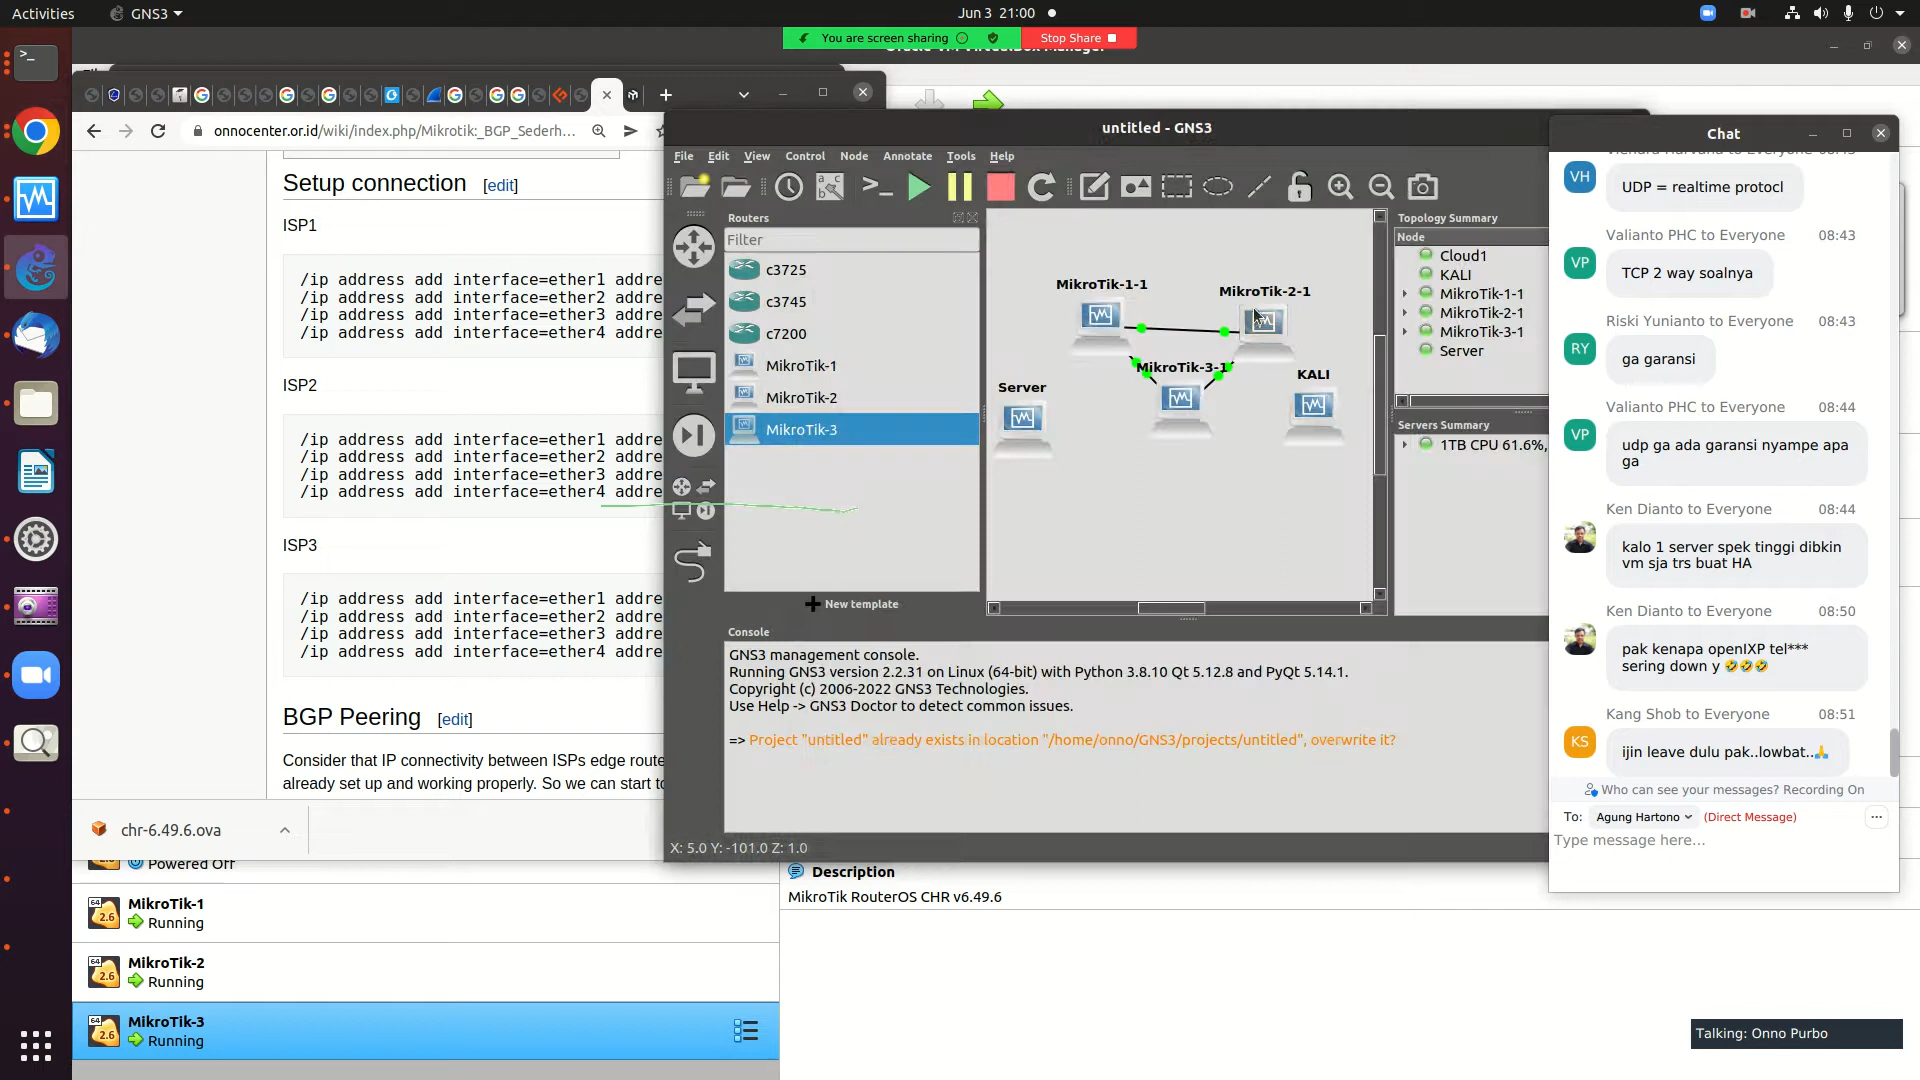 Activities
GNS3
Jun 3 21:00
You are screen sharing
Stop Share
onnocenter.or.id/wiki/index.php/Mikrotik:_BGP_Sederh...
Setup connection [edit]
ISP1
/ip address add interface=ether1 addre
/ip address add interface=ether2 addre
/ip address add interface=ether3 addre
/ip address add interface=ether4 addre
ISP2
/ip address add interface=ether1 addre
/ip address add interface=ether2 addre
/ip address add interface=ether3 addre
/ip address add interface=ether4 addre
ISP3
/ip address add interface=ether1 addre
/ip address add interface=ether2 addre
/ip address add interface=ether3 addre
/ip address add interface=ether4 addre
BGP Peering [edit]
Consider that IP connectivity between ISPs edge route
already set up and working properly. So we can start to
chr-6.49.6.ova
Powered Off
MikroTik-1
Running
MikroTik-2
Running
MikroTik-3
Running
Description
MikroTik RouterOS CHR v6.49.6
untitled - GNS3
File Edit View Control Node Annotate Tools Help
Routers
Filter
c3725
c3745
c7200
MikroTik-1
MikroTik-2
MikroTik-3
New template
MikroTik-1-1
MikroTik-2-1
MikroTik-3-1
KALI
Server
Topology Summary
Node
Cloud1
KALI
MikroTik-1-1
MikroTik-2-1
MikroTik-3-1
Server
Servers Summary
1TB CPU 61.6%,
Console
GNS3 management console.
Running GNS3 version 2.2.31 on Linux (64-bit) with Python 3.8.10 Qt 5.12.8 and PyQt 5.14.1.
Copyright (c) 2006-2022 GNS3 Technologies.
Use Help -> GNS3 Doctor to detect common issues.
=> Project "untitled" already exists in location "/home/onno/GNS3/projects/untitled", overwrite it?
X: 5.0 Y: -101.0 Z: 1.0
Chat
VH
UDP = realtime protocl
Valianto PHC to Everyone 08:43
VP
TCP 2 way soalnya
Riski Yunianto to Everyone 08:43
RY
ga garansi
Valianto PHC to Everyone 08:44
VP
udp ga ada garansi nyampe apa
ga
Ken Dianto to Everyone 08:44
kalo 1 server spek tinggi dibkin
vm sja trs buat HA
Ken Dianto to Everyone 08:50
pak kenapa openIXP tel***
sering down y 🤣🤣🤣
Kang Shob to Everyone 08:51
KS
ijin leave dulu pak..lowbat..🙏
Who can see your messages? Recording On
To: Agung Hartono (Direct Message)
Type message here...
Talking: Onno Purbo